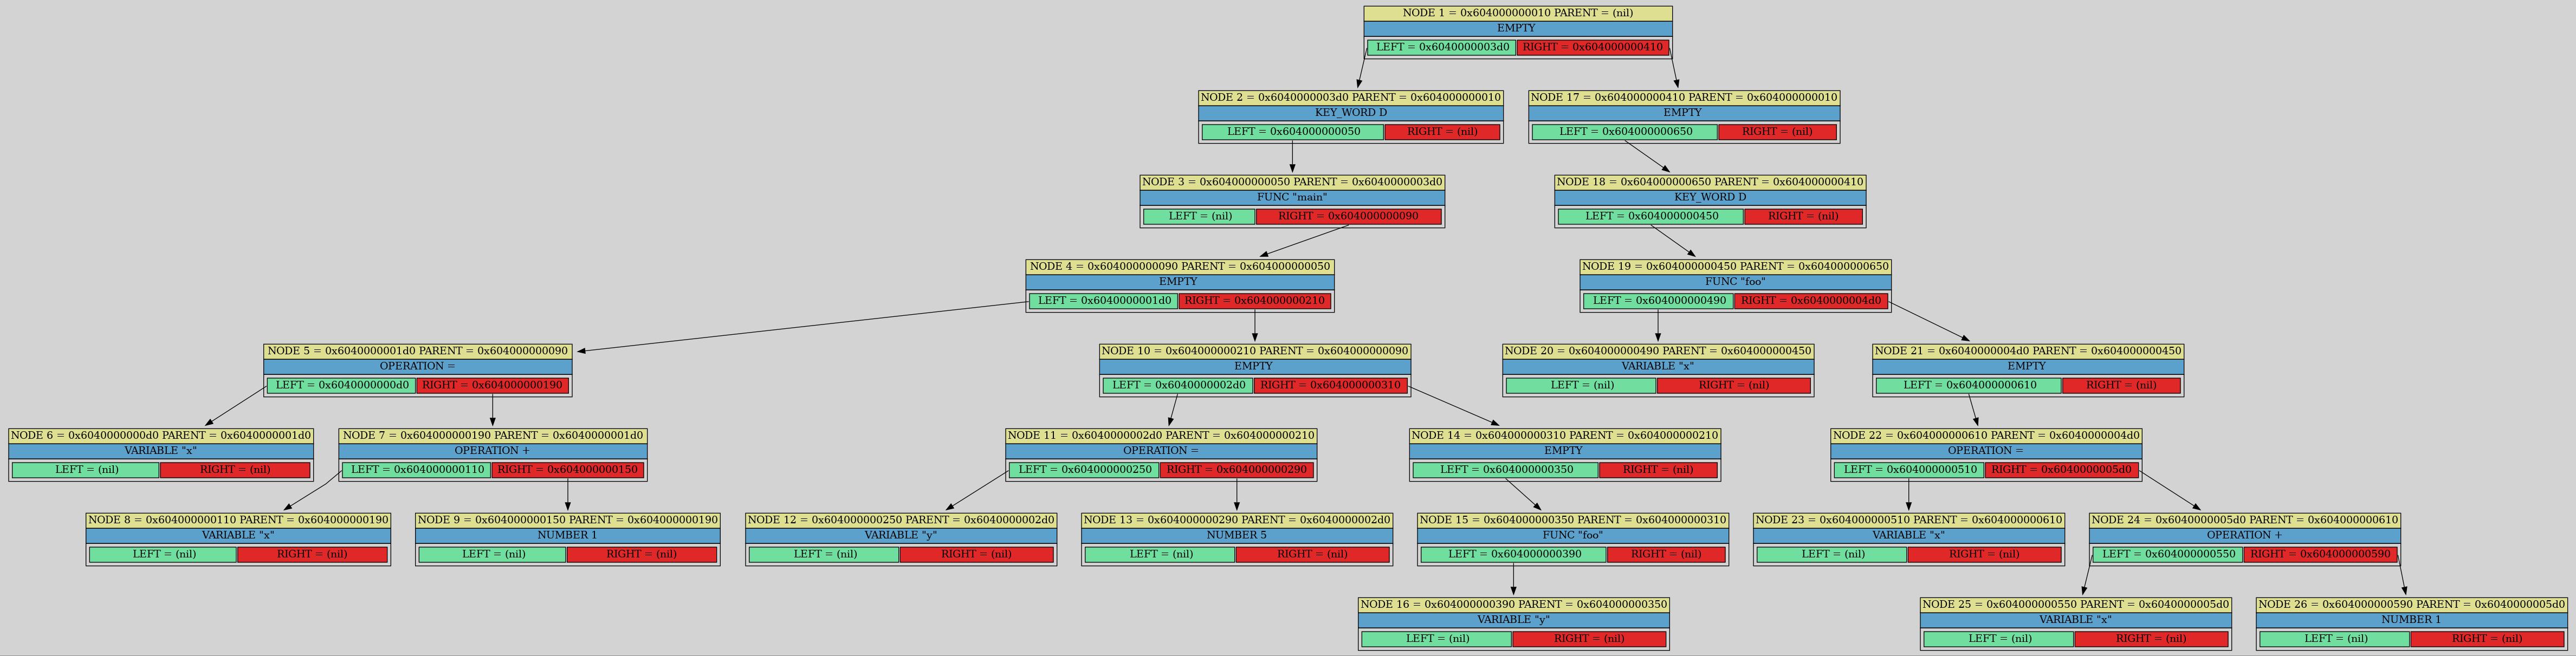 NODE 1 = 0x604000000010 PARENT = (nil)
EMPTY
LEFT = 0x6040000003d0 RIGHT = 0x604000000410
NODE 2 = 0x6040000003d0 PARENT = 0x604000000010
KEY_WORD D
LEFT = 0x604000000050 RIGHT = (nil)
NODE 17 = 0x604000000410 PARENT = 0x604000000010
EMPTY
LEFT = 0x604000000650 RIGHT = (nil)
NODE 3 = 0x604000000050 PARENT = 0x6040000003d0
FUNC "main"
LEFT = (nil) RIGHT = 0x604000000090
NODE 18 = 0x604000000650 PARENT = 0x604000000410
KEY_WORD D
LEFT = 0x604000000450 RIGHT = (nil)
NODE 4 = 0x604000000090 PARENT = 0x604000000050
EMPTY
LEFT = 0x6040000001d0 RIGHT = 0x604000000210
NODE 19 = 0x604000000450 PARENT = 0x604000000650
FUNC "foo"
LEFT = 0x604000000490 RIGHT = 0x6040000004d0
NODE 5 = 0x6040000001d0 PARENT = 0x604000000090
OPERATION =
LEFT = 0x6040000000d0 RIGHT = 0x604000000190
NODE 10 = 0x604000000210 PARENT = 0x604000000090
EMPTY
LEFT = 0x6040000002d0 RIGHT = 0x604000000310
NODE 20 = 0x604000000490 PARENT = 0x604000000450
VARIABLE "x"
LEFT = (nil) RIGHT = (nil)
NODE 21 = 0x6040000004d0 PARENT = 0x604000000450
EMPTY
LEFT = 0x604000000610 RIGHT = (nil)
NODE 6 = 0x6040000000d0 PARENT = 0x6040000001d0
VARIABLE "x"
LEFT = (nil) RIGHT = (nil)
NODE 7 = 0x604000000190 PARENT = 0x6040000001d0
OPERATION +
LEFT = 0x604000000110 RIGHT = 0x604000000150
NODE 11 = 0x6040000002d0 PARENT = 0x604000000210
OPERATION =
LEFT = 0x604000000250 RIGHT = 0x604000000290
NODE 14 = 0x604000000310 PARENT = 0x604000000210
EMPTY
LEFT = 0x604000000350 RIGHT = (nil)
NODE 22 = 0x604000000610 PARENT = 0x6040000004d0
OPERATION =
LEFT = 0x604000000510 RIGHT = 0x6040000005d0
NODE 8 = 0x604000000110 PARENT = 0x604000000190
VARIABLE "x"
LEFT = (nil) RIGHT = (nil)
NODE 9 = 0x604000000150 PARENT = 0x604000000190
NUMBER 1
LEFT = (nil) RIGHT = (nil)
NODE 12 = 0x604000000250 PARENT = 0x6040000002d0
VARIABLE "y"
LEFT = (nil) RIGHT = (nil)
NODE 13 = 0x604000000290 PARENT = 0x6040000002d0
NUMBER 5
LEFT = (nil) RIGHT = (nil)
NODE 15 = 0x604000000350 PARENT = 0x604000000310
FUNC "foo"
LEFT = 0x604000000390 RIGHT = (nil)
NODE 23 = 0x604000000510 PARENT = 0x604000000610
VARIABLE "x"
LEFT = (nil) RIGHT = (nil)
NODE 24 = 0x6040000005d0 PARENT = 0x604000000610
OPERATION +
LEFT = 0x604000000550 RIGHT = 0x604000000590
NODE 16 = 0x604000000390 PARENT = 0x604000000350
VARIABLE "y"
LEFT = (nil) RIGHT = (nil)
NODE 25 = 0x604000000550 PARENT = 0x6040000005d0
VARIABLE "x"
LEFT = (nil) RIGHT = (nil)
NODE 26 = 0x604000000590 PARENT = 0x6040000005d0
NUMBER 1
LEFT = (nil) RIGHT = (nil)